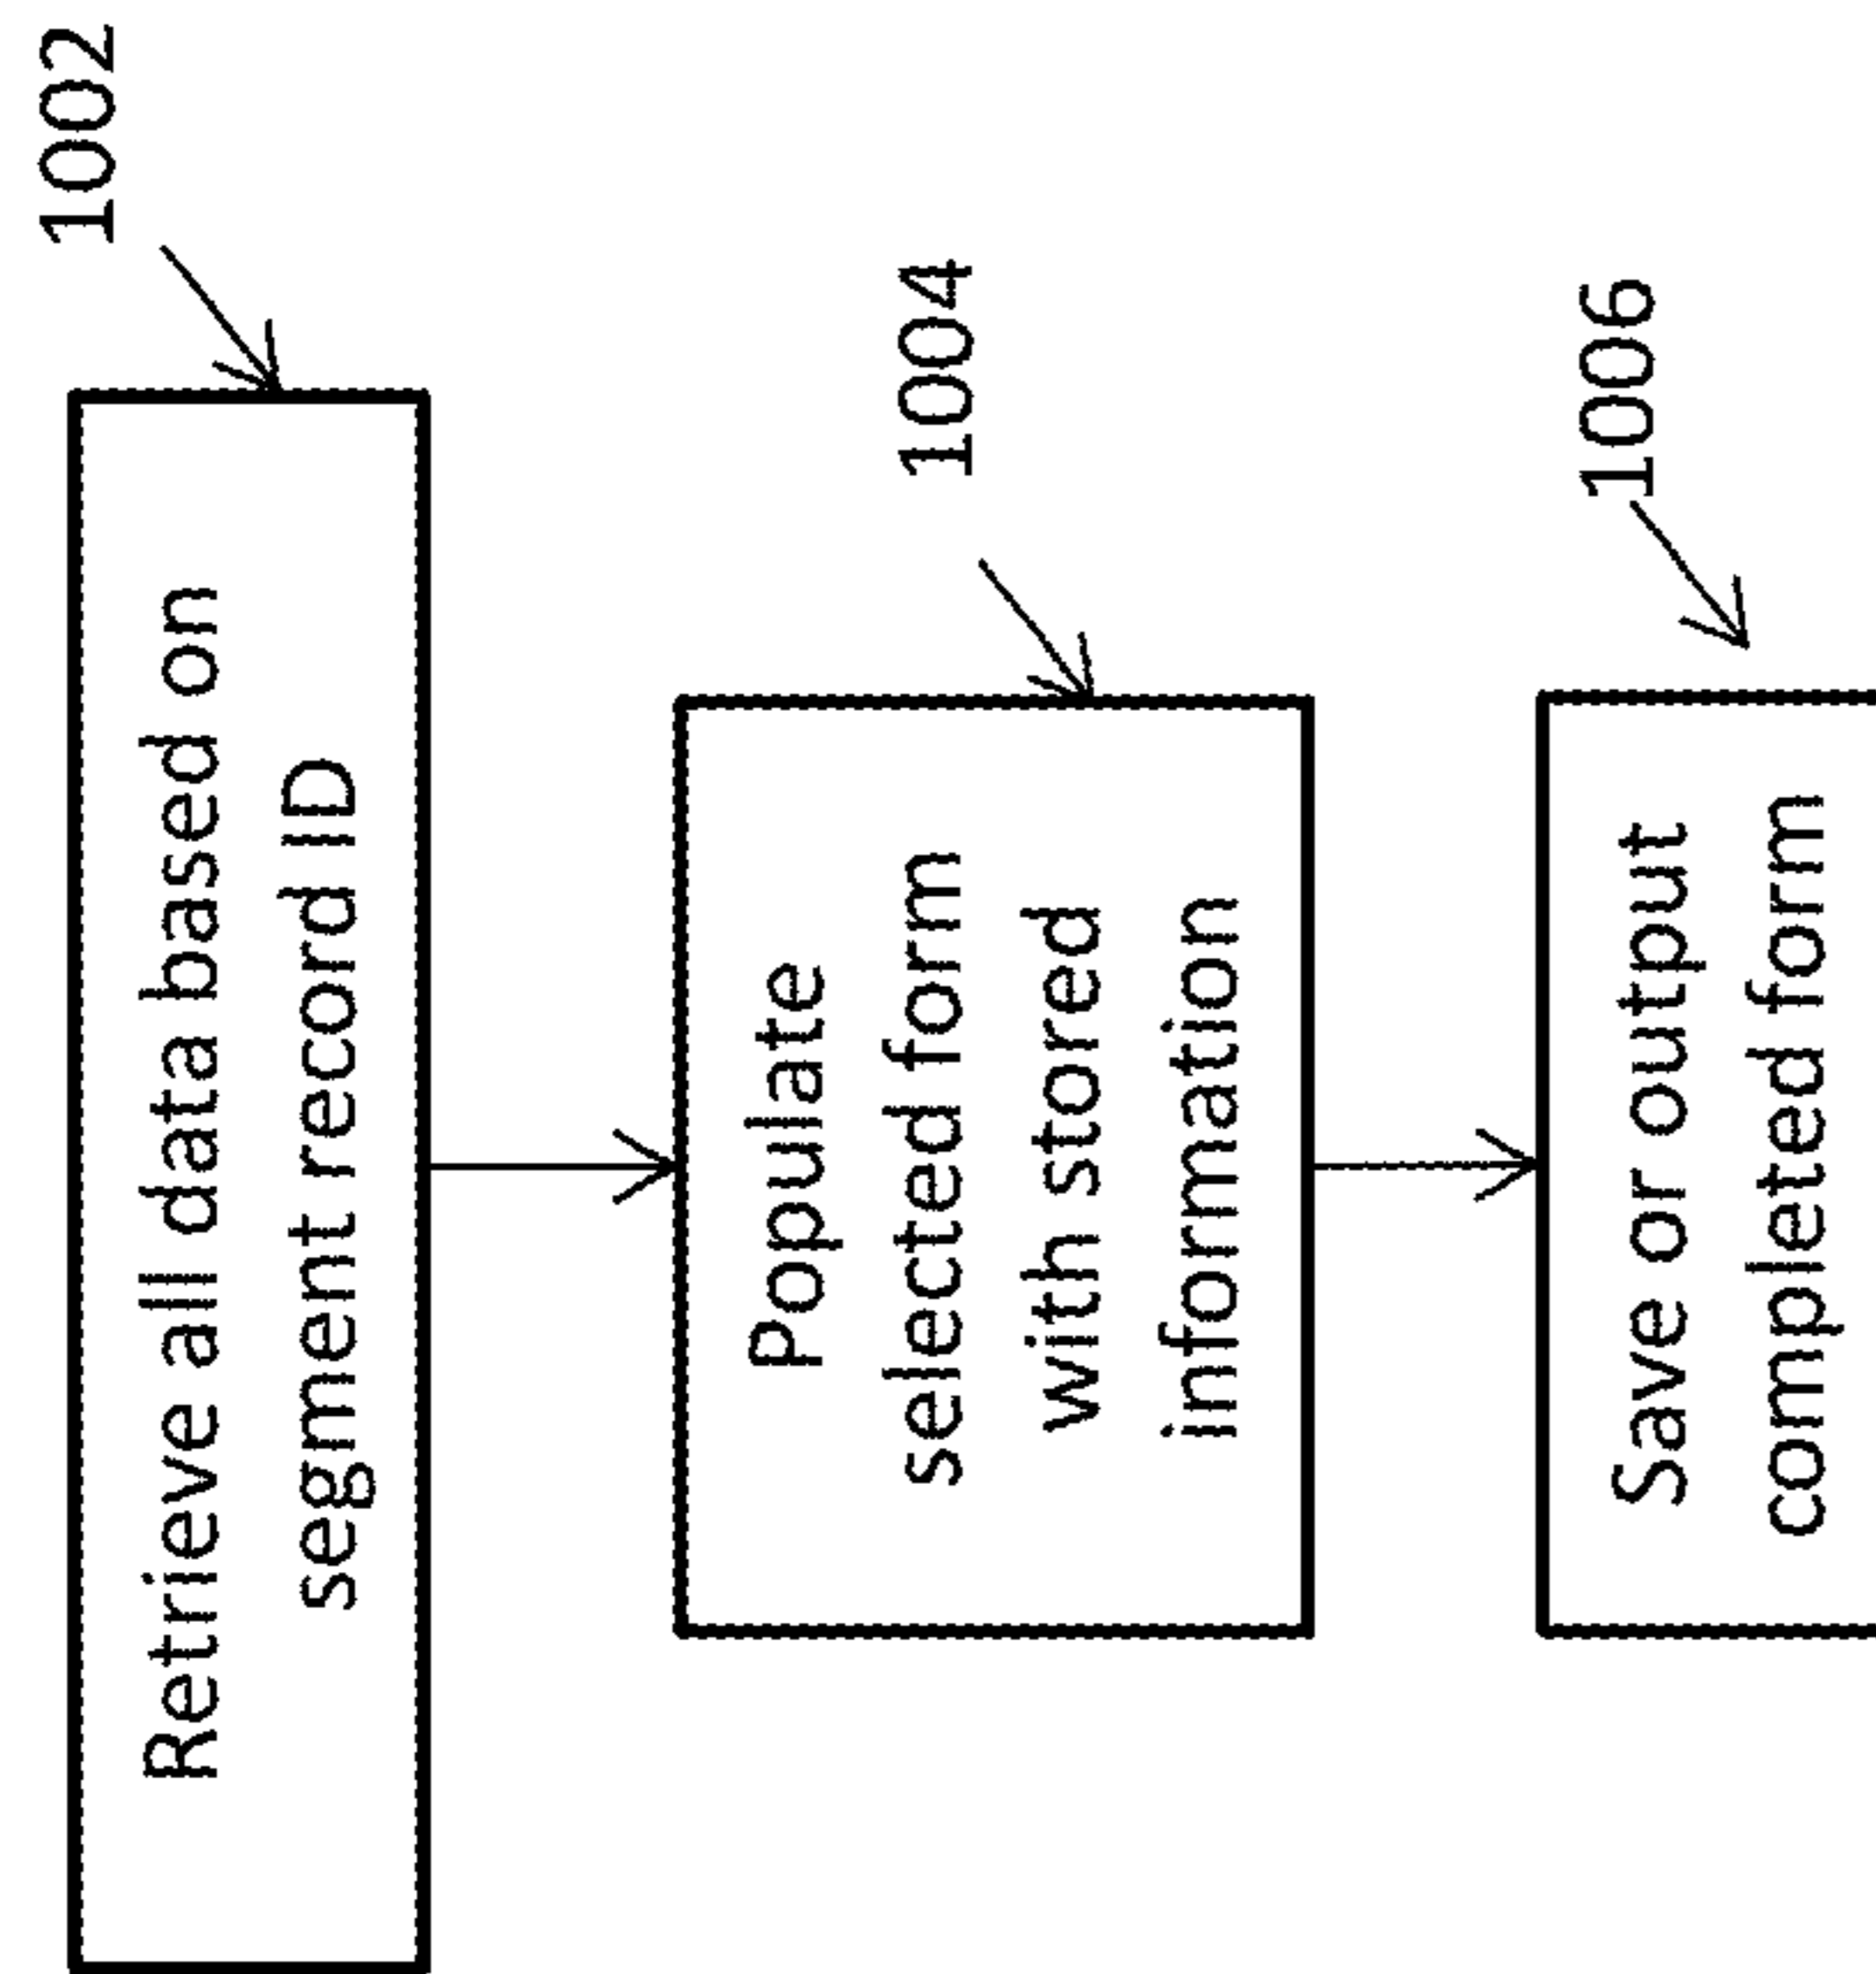 1002
Retrieve all data based on
segment record ID
1004
Populate
selected form
with stored
information
1006
Save or output
completed form